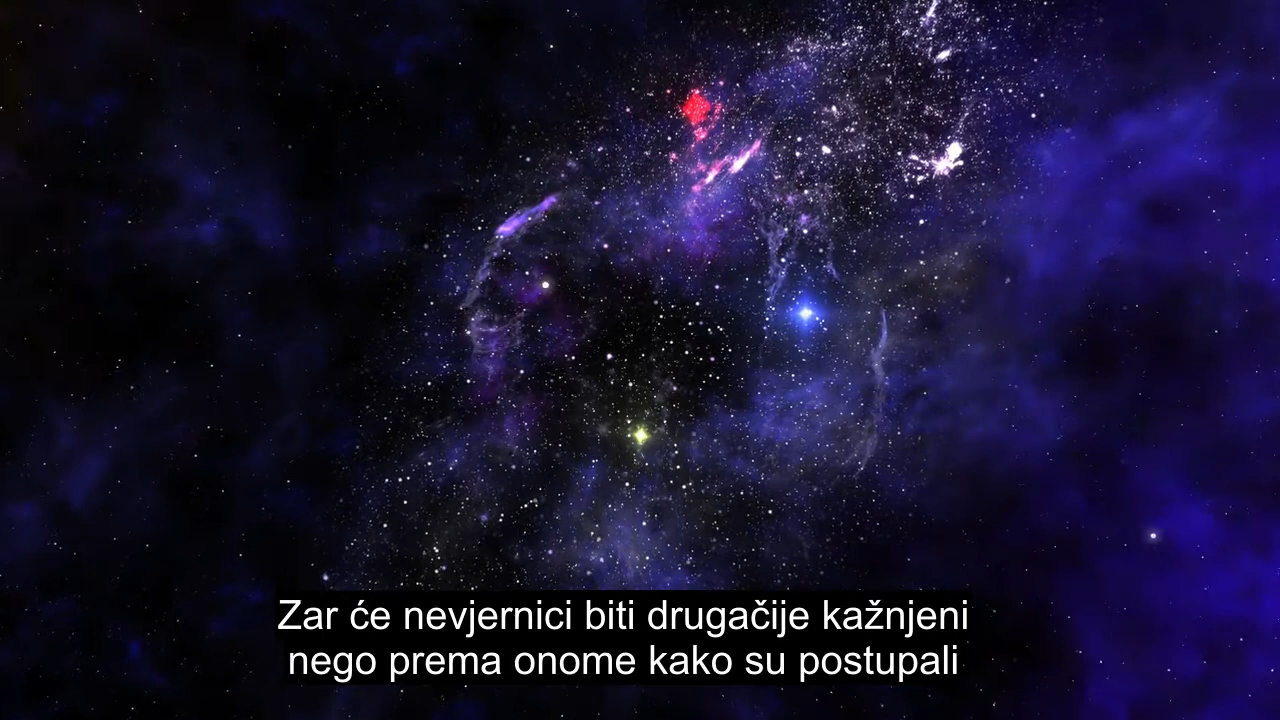 Zar će nevjernici biti drugačije kažnjeni
nego prema onome kako su postupali